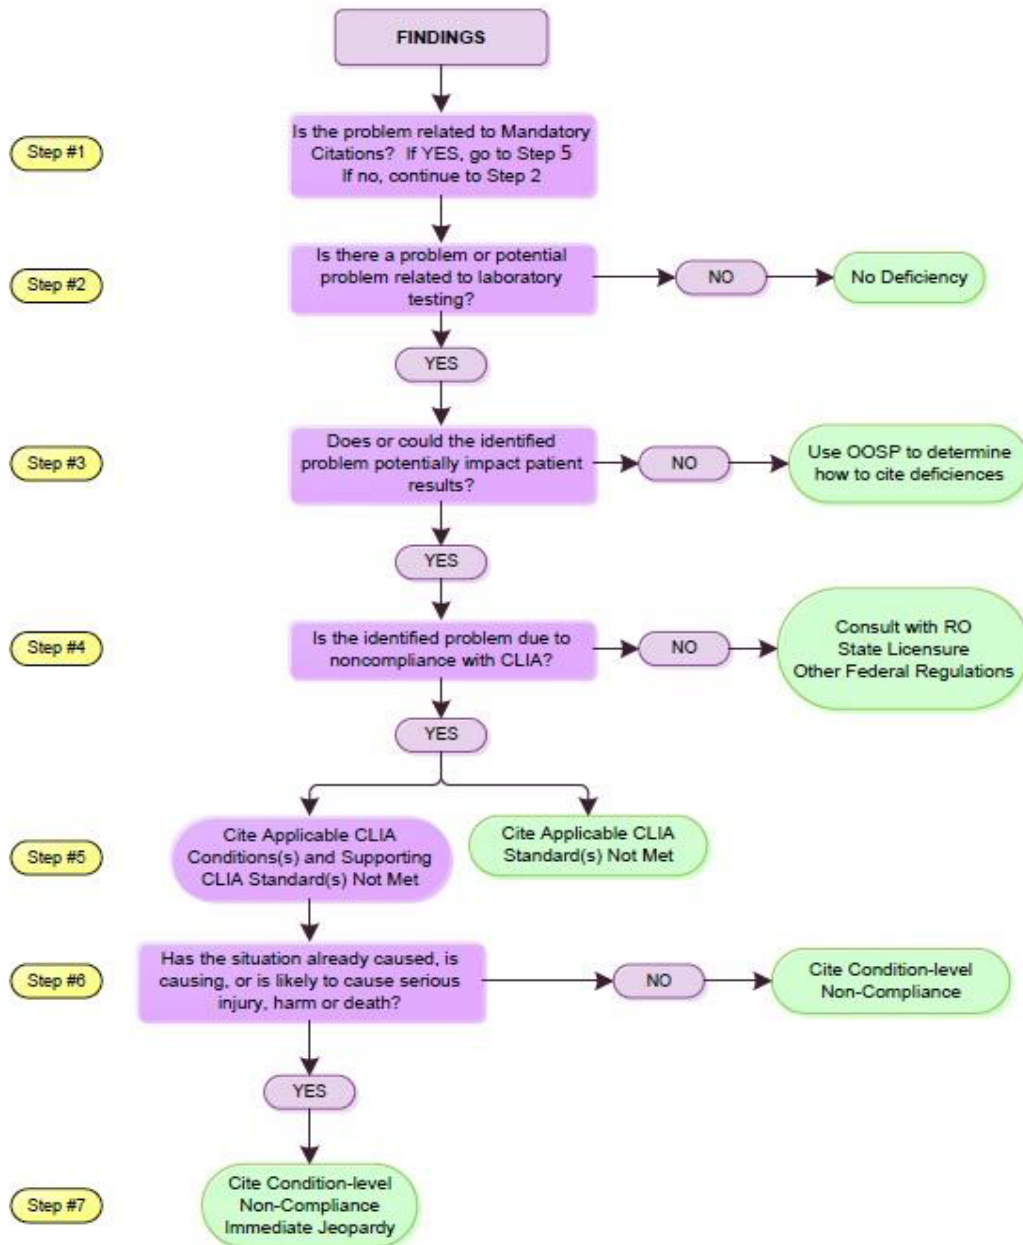 FINDINGS
Step #1
Is the problem related to Mandatory
Citations? If YES, go to Step 5
If no, continue to Step 2
Step #2
Is there a problem or potential
problem related to laboratory
testing?
NO
No Deficiency
YES
Step #3
Does or could the identified
problem potentially impact patient
results?
NO
Use OOSP to determine
how to cite deficiences
YES
Step #4
Is the identified problem due to
noncompliance with CLIA?
NO
Consult with RO
State Licensure
Other Federal Regulations
YES
Step #5
Cite Applicable CLIA
Conditions(s) and Supporting
CLIA Standard(s) Not Met
Cite Applicable CLIA
Standard(s) Not Met
Step #6
Has the situation already caused, is
causing, or is likely to cause serious
injury, harm or death?
NO
Cite Condition-level
Non-Compliance
YES
Step #7
Cite Condition-level
Non-Compliance
Immediate Jeopardy